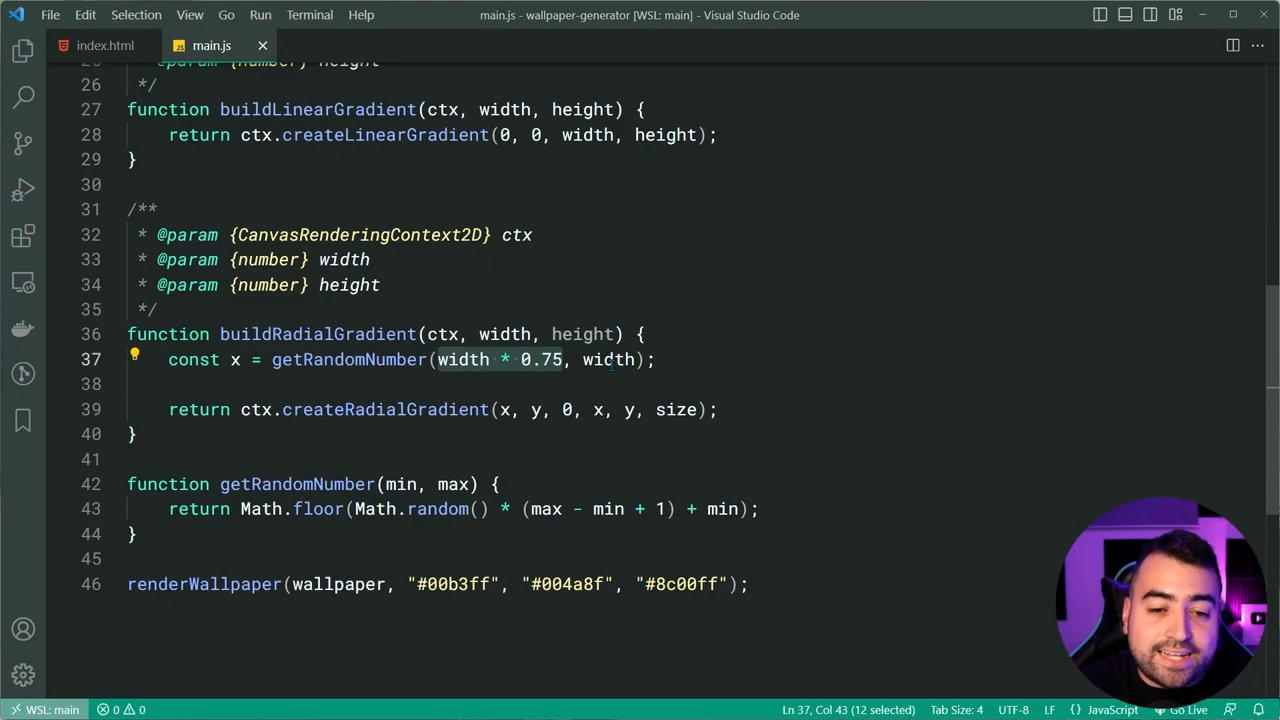 File Edit Selection View Go Run Terminal Help
main.js - wallpaper-generator [WSL: main] - Visual Studio Code
index.html
main.js
* @param {number} height
26 */
27 function buildLinearGradient(ctx, width, height) {
28 return ctx.createLinearGradient(0, 0, width, height);
29 }
30
31 /**
32 * @param {CanvasRenderingContext2D} ctx
33 * @param {number} width
34 * @param {number} height
35 */
36 function buildRadialGradient(ctx, width, height) {
37 const x = getRandomNumber(width * 0.75, width);
38
39 return ctx.createRadialGradient(x, y, 0, x, y, size);
40 }
41
42 function getRandomNumber(min, max) {
43 return Math.floor(Math.random() * (max - min + 1) + min);
44 }
45
46 renderWallpaper(wallpaper, "#00b3ff", "#004a8f", "#8c00ff");
WSL: main 0 0 Ln 37, Col 43 (12 selected) Tab Size: 4 UTF-8 LF {} JavaScript Go Live